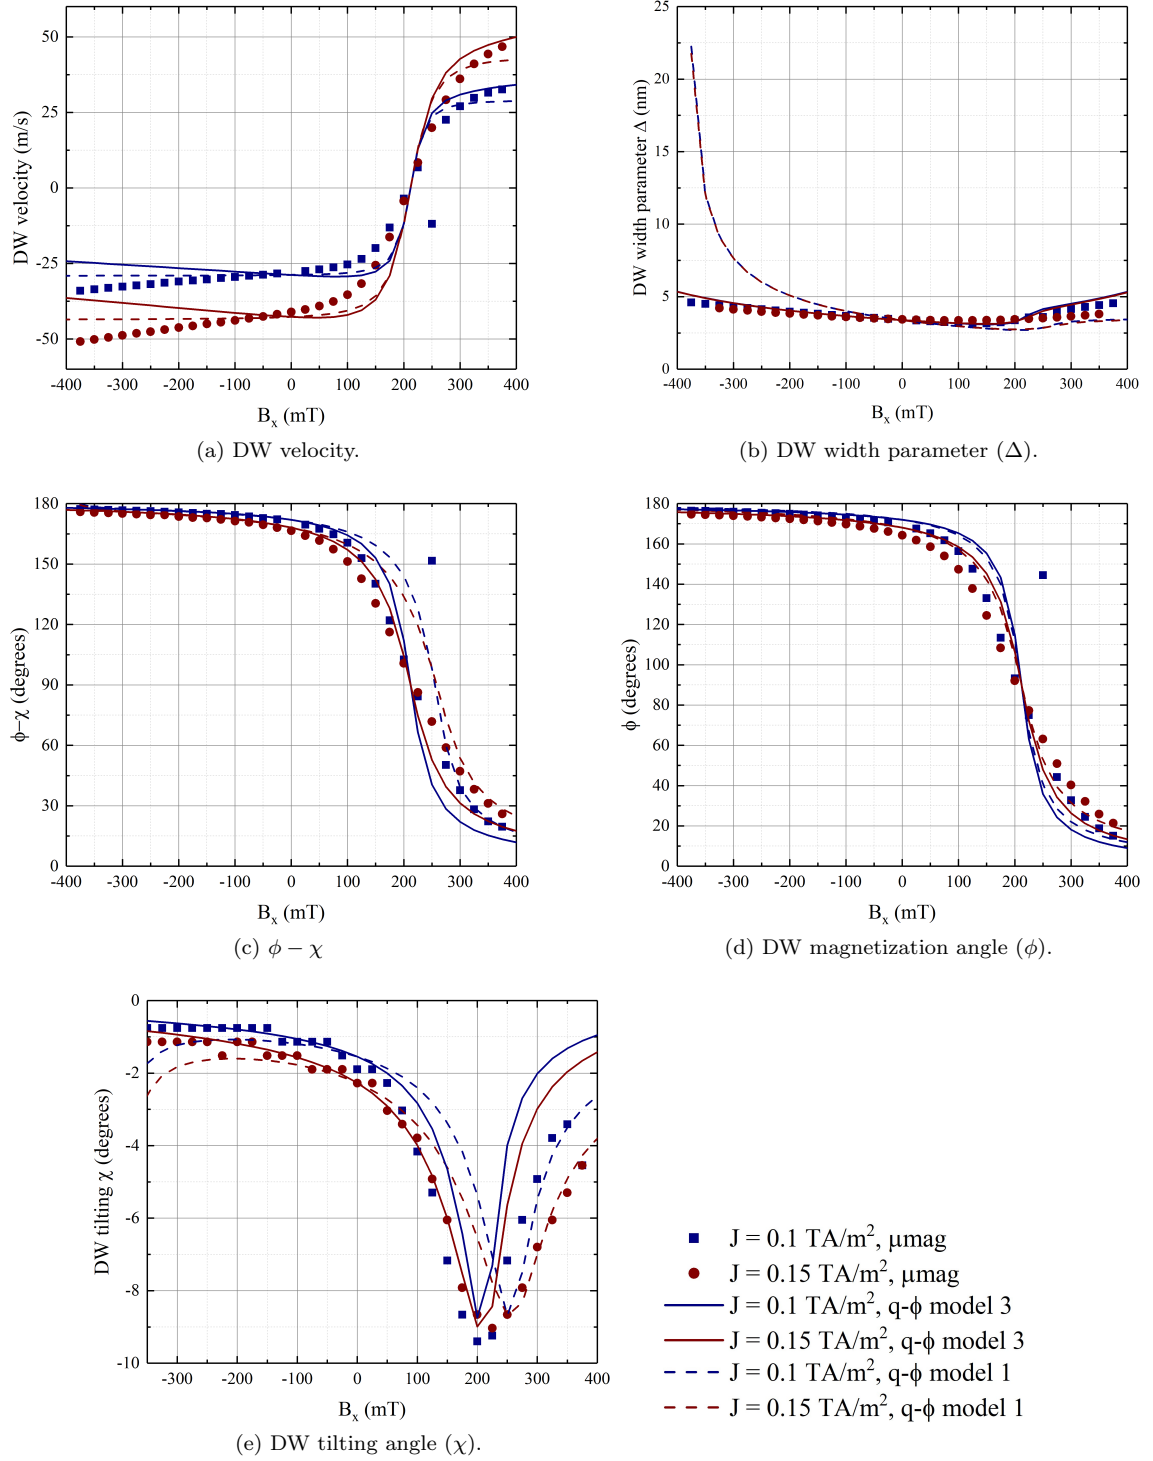 50
25
0
-25
-50
DW velocity (m/s)
-400 -300 -200 -100 0 100 200 300 400
Bx (mT)
(a) DW velocity.
25
20
15
10
5
0
DW width parameter Δ (nm)
-400 -300 -200 -100 0 100 200 300 400
Bx (mT)
(b) DW width parameter (Δ).
180
150
120
90
60
30
0
ϕ−χ (degrees)
-400 -300 -200 -100 0 100 200 300 400
Bx (mT)
(c) ϕ − χ
180
160
140
120
100
80
60
40
20
0
ϕ (degrees)
-400 -300 -200 -100 0 100 200 300 400
Bx (mT)
(d) DW magnetization angle (ϕ).
0
-2
-4
-6
-8
-10
DW tilting χ (degrees)
-300 -200 -100 0 100 200 300 400
Bx (mT)
(e) DW tilting angle (χ).
J = 0.1 TA/m², μmag
J = 0.15 TA/m², μmag
J = 0.1 TA/m², q-ϕ model 3
J = 0.15 TA/m², q-ϕ model 3
J = 0.1 TA/m², q-ϕ model 1
J = 0.15 TA/m², q-ϕ model 1